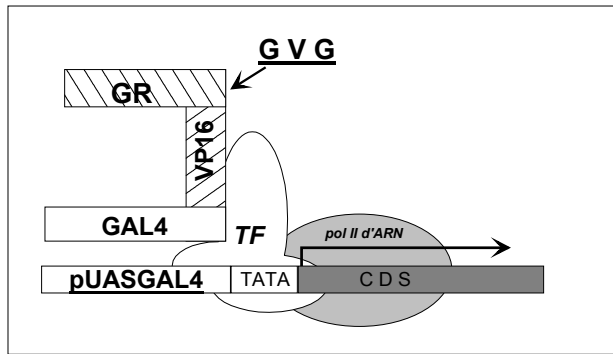 G V G
GR
VP16
GAL4
TF
pol II d'ARN
pUASGAL4
TATA
C D S